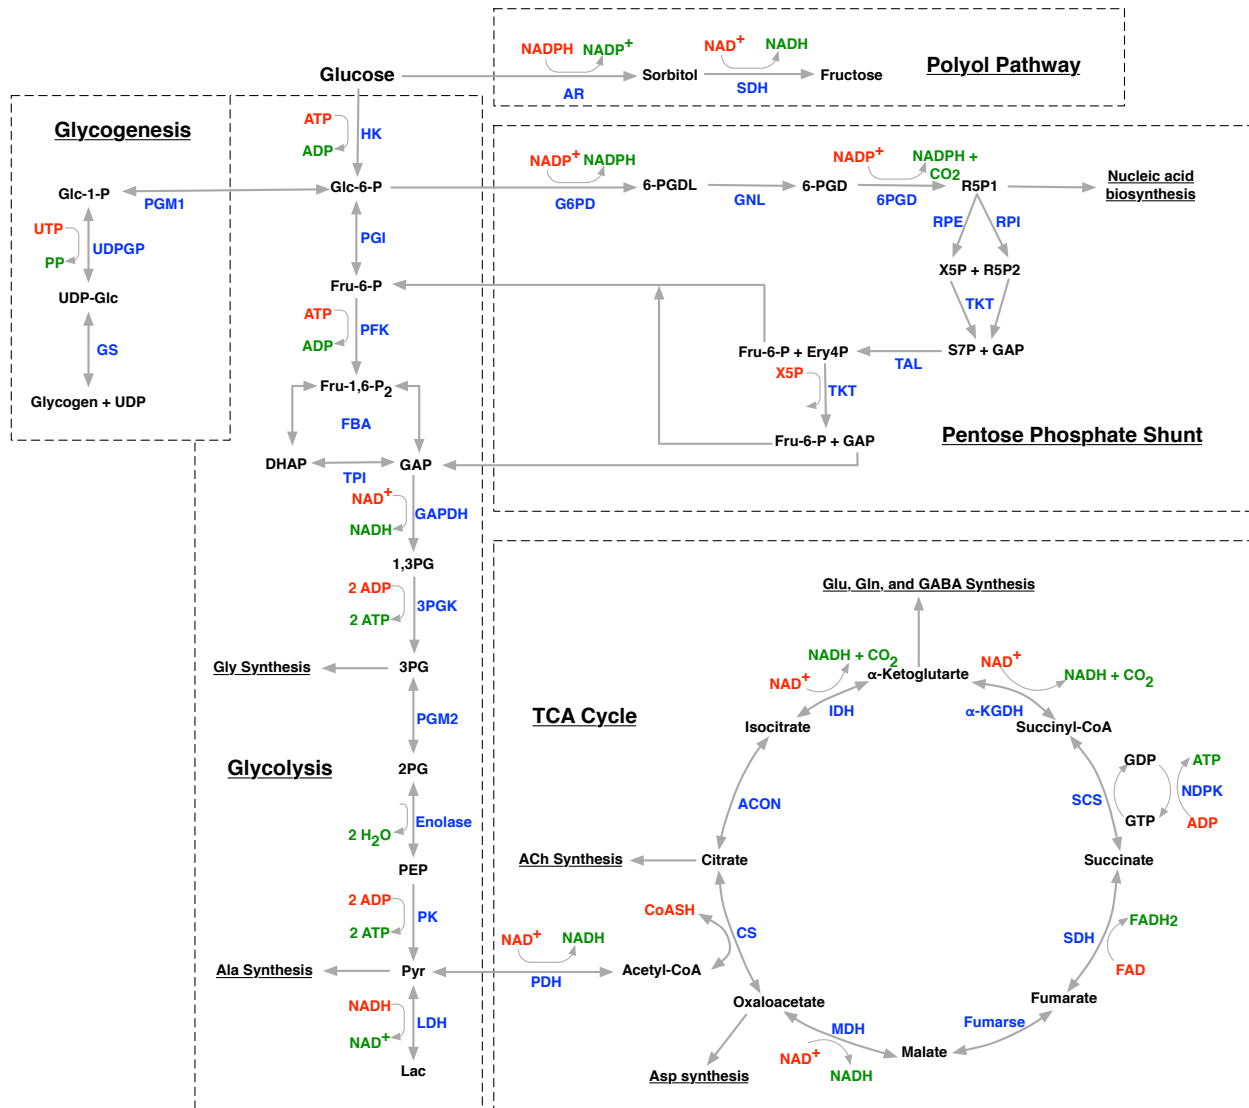 NADPH NADP+
NAD+ NADH
Glucose
Sorbitol
Fructose
AR
SDH
Polyol Pathway
Glycogenesis
ATP
HK
ADP
Glc-1-P
PGM1
Glc-6-P
UTP
UDPGP
PP
UDP-Glc
GS
Glycogen + UDP
PGI
Fru-6-P
ATP
PFK
ADP
Fru-1,6-P2
FBA
DHAP
GAP
TPI
NAD+
GAPDH
NADH
1,3PG
2 ADP
3PGK
2 ATP
Gly Synthesis
3PG
PGM2
Glycolysis
2PG
Enolase
2 H2O
PEP
2 ADP
PK
2 ATP
Ala Synthesis
Pyr
NADH
LDH
NAD+
Lac
NADP+ NADPH
G6PD
6-PGDL
GNL
6-PGD
NADP+
NADPH +
CO2
6PGD
R5P1
Nucleic acid
biosynthesis
RPE
RPI
X5P + R5P2
TKT
S7P + GAP
TAL
Fru-6-P + Ery4P
X5P
TKT
Fru-6-P + GAP
Pentose Phosphate Shunt
Glu, Gln, and GABA Synthesis
NADH + CO2
NAD+
α-Ketoglutarte
NAD+
NADH + CO2
TCA Cycle
IDH
α-KGDH
Isocitrate
Succinyl-CoA
GDP
ATP
ACON
SCS
NDPK
GTP
ADP
ACh Synthesis
Citrate
Succinate
CoASH
CS
SDH
FADH2
FAD
NAD+
NADH
PDH
Acetyl-CoA
Oxaloacetate
Fumarate
MDH
Fumarse
NAD+
NADH
Malate
Asp synthesis